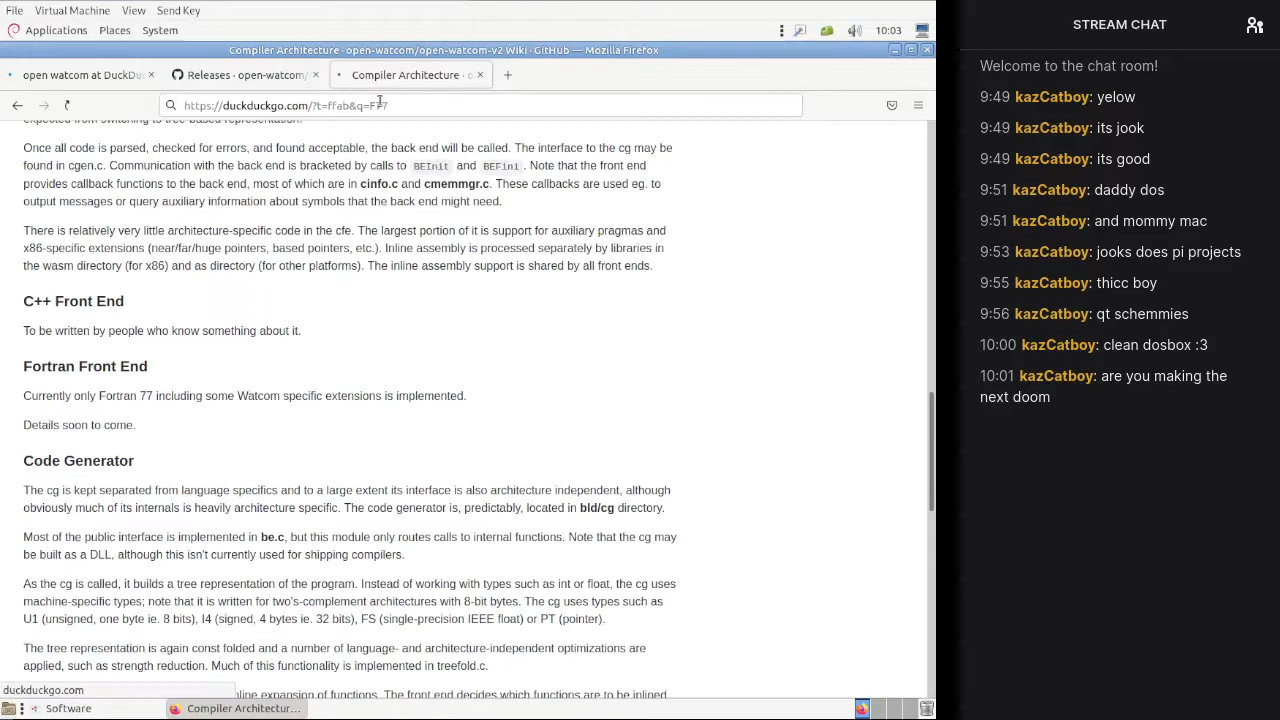 File Virtual Machine View Send Key
Applications Places System 10:03
Compiler Architecture · open-watcom/open-watcom-v2 Wiki · GitHub — Mozilla Firefox
open watcom at DuckDu × Releases · open-watcom/ × Compiler Architecture · o × +
https://duckduckgo.com/?t=ffab&q=F77
expected from switching to tree-based representation.
Once all code is parsed, checked for errors, and found acceptable, the back end will be called. The interface to the cg may be
found in cgen.c. Communication with the back end is bracketed by calls to BEInit and BEFini . Note that the front end
provides callback functions to the back end, most of which are in cinfo.c and cmemmgr.c. These callbacks are used eg. to
output messages or query auxiliary information about symbols that the back end might need.
There is relatively very little architecture-specific code in the cfe. The largest portion of it is support for auxiliary pragmas and
x86-specific extensions (near/far/huge pointers, based pointers, etc.). Inline assembly is processed separately by libraries in
the wasm directory (for x86) and as directory (for other platforms). The inline assembly support is shared by all front ends.
C++ Front End
To be written by people who know something about it.
Fortran Front End
Currently only Fortran 77 including some Watcom specific extensions is implemented.
Details soon to come.
Code Generator
The cg is kept separated from language specifics and to a large extent its interface is also architecture independent, although
obviously much of its internals is heavily architecture specific. The code generator is, predictably, located in bld/cg directory.
Most of the public interface is implemented in be.c, but this module only routes calls to internal functions. Note that the cg may
be built as a DLL, although this isn't currently used for shipping compilers.
As the cg is called, it builds a tree representation of the program. Instead of working with types such as int or float, the cg uses
machine-specific types; note that it is written for two's-complement architectures with 8-bit bytes. The cg uses types such as
U1 (unsigned, one byte ie. 8 bits), I4 (signed, 4 bytes ie. 32 bits), FS (single-precision IEEE float) or PT (pointer).
The tree representation is again const folded and a number of language- and architecture-independent optimizations are
applied, such as strength reduction. Much of this functionality is implemented in treefold.c.
duckduckgo.com
nline expansion of functions. The front end decides which functions are to be inlined
Software Compiler Architectur...
STREAM CHAT
Welcome to the chat room!
9:49 kazCatboy: yelow
9:49 kazCatboy: its jook
9:49 kazCatboy: its good
9:51 kazCatboy: daddy dos
9:51 kazCatboy: and mommy mac
9:53 kazCatboy: jooks does pi projects
9:55 kazCatboy: thicc boy
9:56 kazCatboy: qt schemmies
10:00 kazCatboy: clean dosbox :3
10:01 kazCatboy: are you making the
next doom